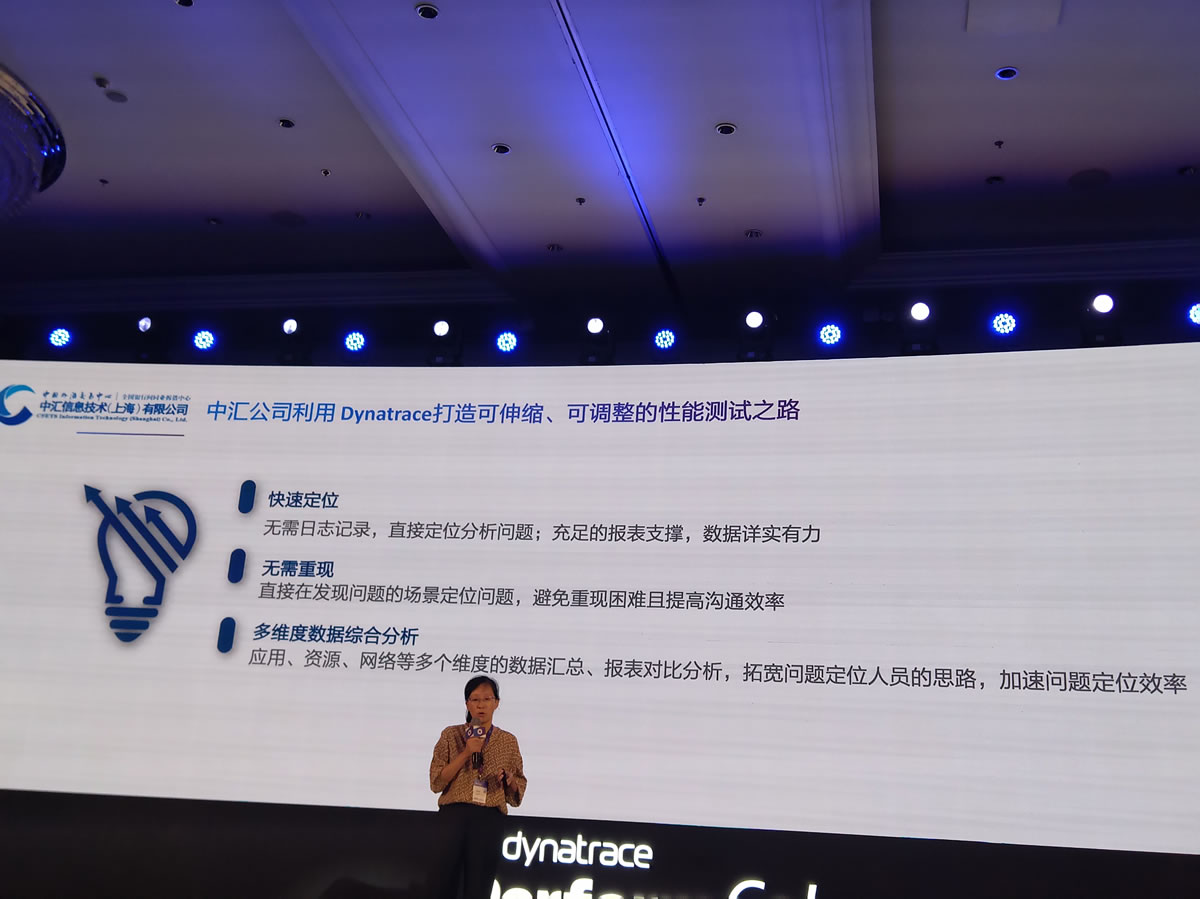 中国外汇交易中心 | 全国银行间同业拆借中心
中汇信息技术(上海)有限公司
CFETS Information Technology (Shanghai) Co., Ltd.
中汇公司利用 Dynatrace打造可伸缩、可调整的性能测试之路
快速定位
无需日志记录，直接定位分析问题；充足的报表支撑，数据详实有力
无需重现
直接在发现问题的场景定位问题，避免重现困难且提高沟通效率
多维度数据综合分析
应用、资源、网络等多个维度的数据汇总、报表对比分析，拓宽问题定位人员的思路，加速问题定位效率
dynatrace